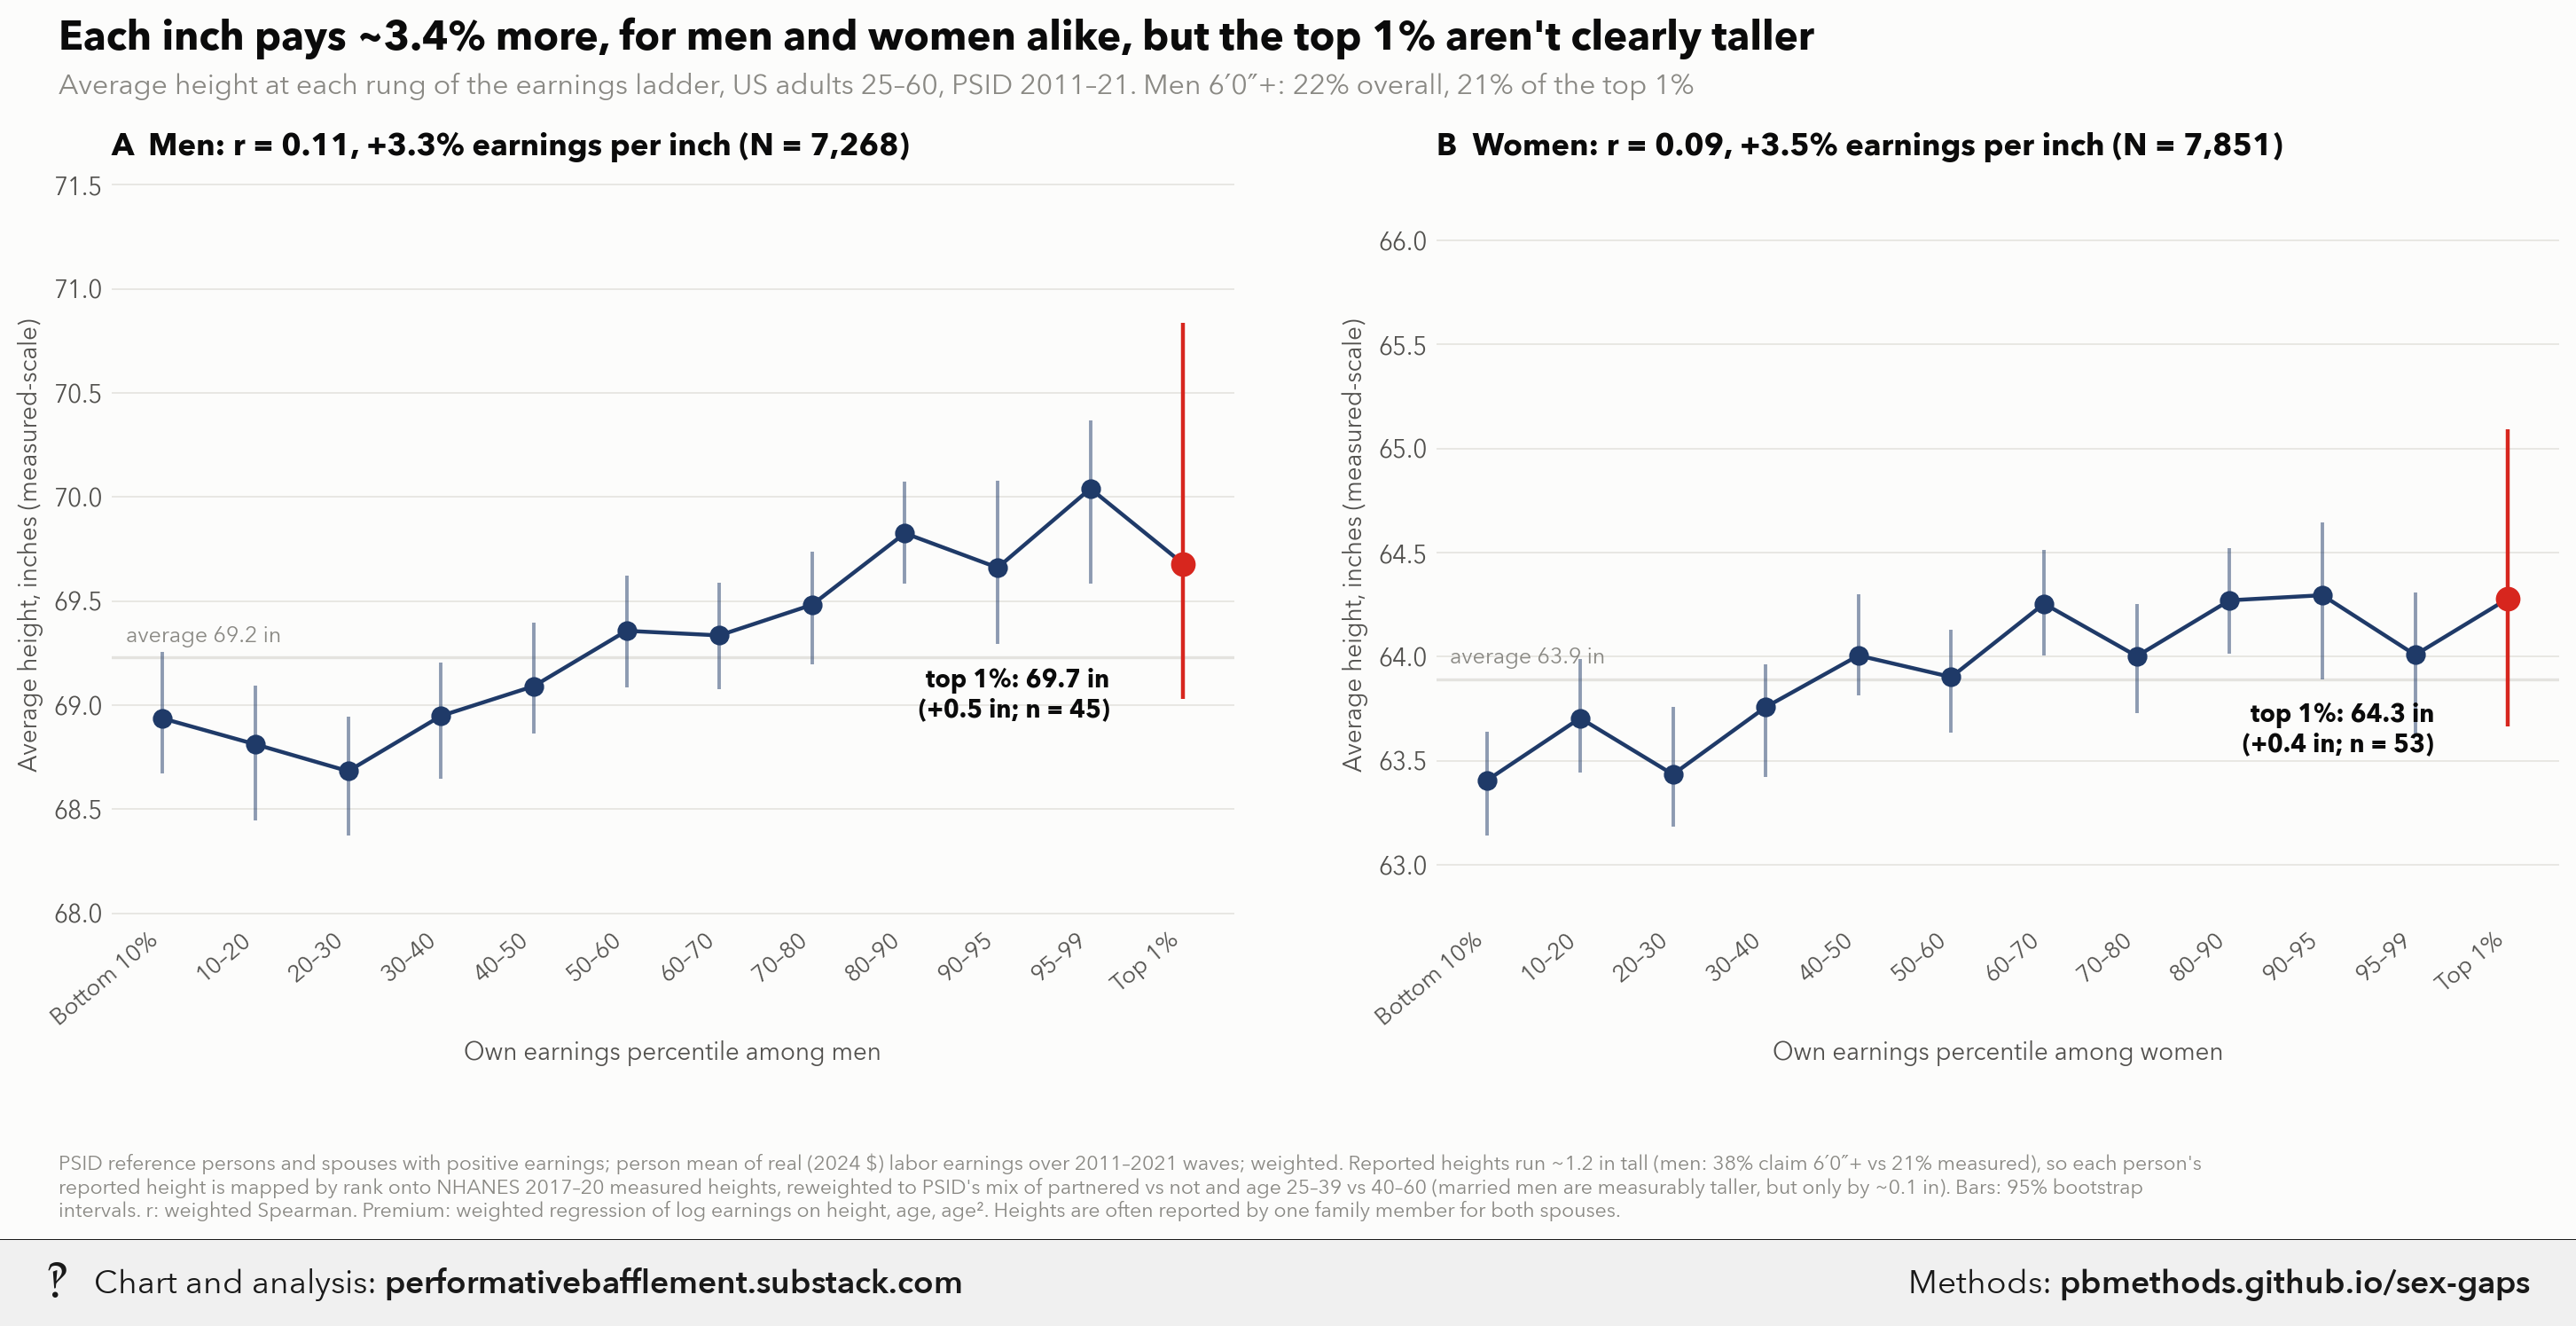 Each inch pays ~3.4% more, for men and women alike, but the top 1% aren't clearly taller
Average height at each rung of the earnings ladder, US adults 25–60, PSID 2011–21. Men 6′0″+: 22% overall, 21% of the top 1%
A Men: r = 0.11, +3.3% earnings per inch (N = 7,268)
Average height, inches (measured-scale)
71.5
71.0
70.5
70.0
69.5
69.0
68.5
68.0
average 69.2 in
top 1%: 69.7 in
(+0.5 in; n = 45)
Bottom 10%
10–20
20–30
30–40
40–50
50–60
60–70
70–80
80–90
90–95
95–99
Top 1%
Own earnings percentile among men
B Women: r = 0.09, +3.5% earnings per inch (N = 7,851)
Average height, inches (measured-scale)
66.0
65.5
65.0
64.5
64.0
63.5
63.0
average 63.9 in
top 1%: 64.3 in
(+0.4 in; n = 53)
Bottom 10%
10–20
20–30
30–40
40–50
50–60
60–70
70–80
80–90
90–95
95–99
Top 1%
Own earnings percentile among women
PSID reference persons and spouses with positive earnings; person mean of real (2024 $) labor earnings over 2011–2021 waves; weighted. Reported heights run ~1.2 in tall (men: 38% claim 6′0″+ vs 21% measured), so each person's
reported height is mapped by rank onto NHANES 2017–20 measured heights, reweighted to PSID's mix of partnered vs not and age 25–39 vs 40–60 (married men are measurably taller, but only by ~0.1 in). Bars: 95% bootstrap
intervals. r: weighted Spearman. Premium: weighted regression of log earnings on height, age, age². Heights are often reported by one family member for both spouses.
‽ Chart and analysis: performativebafflement.substack.com
Methods: pbmethods.github.io/sex-gaps